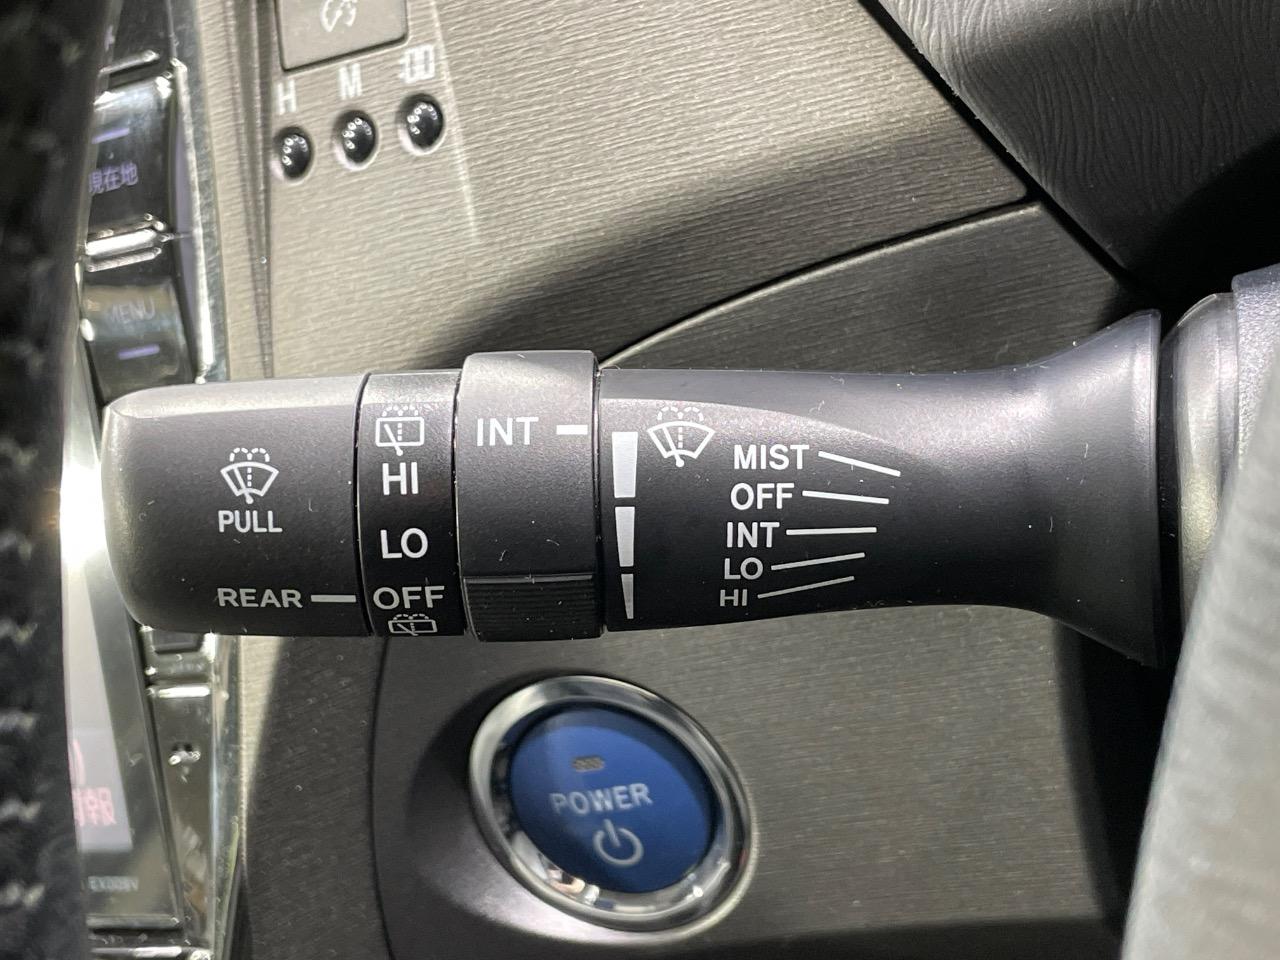 H M
現在地
MENU
PULL
REAR
HI
LO
OFF
INT
MIST
OFF
INT
LO
HI
POWER